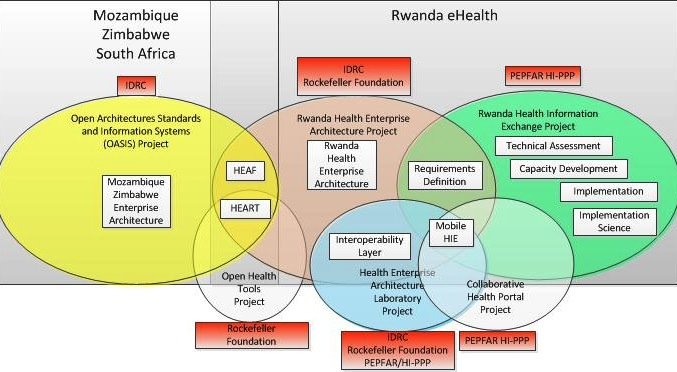 Mozambique
Zimbabwe
South Africa
Rwanda eHealth
IDRC
IDRC
Rockefeller Foundation
PEPFAR HI-PPP
Open Architectures Standards
and Information Systems
(OASIS) Project
Rwanda Health Enterprise
Architecture Project
Rwanda Health Information
Exchange Project
Technical Assessment
Capacity Development
Implementation
Implementation
Science
Rwanda
Health
Enterprise
Architecture
HEAF
HEART
Requirements
Definition
Mozambique
Zimbabwe
Enterprise
Architecture
Mobile
HIE
Interoperability
Layer
Open Health
Tools
Project
Health Enterprise
Architecture
Laboratory
Project
Collaborative
Health Portal
Project
Rockefeller
Foundation
IDRC
Rockefeller Foundation
PEPFAR/HI-PPP
PEPFAR HI-PPP